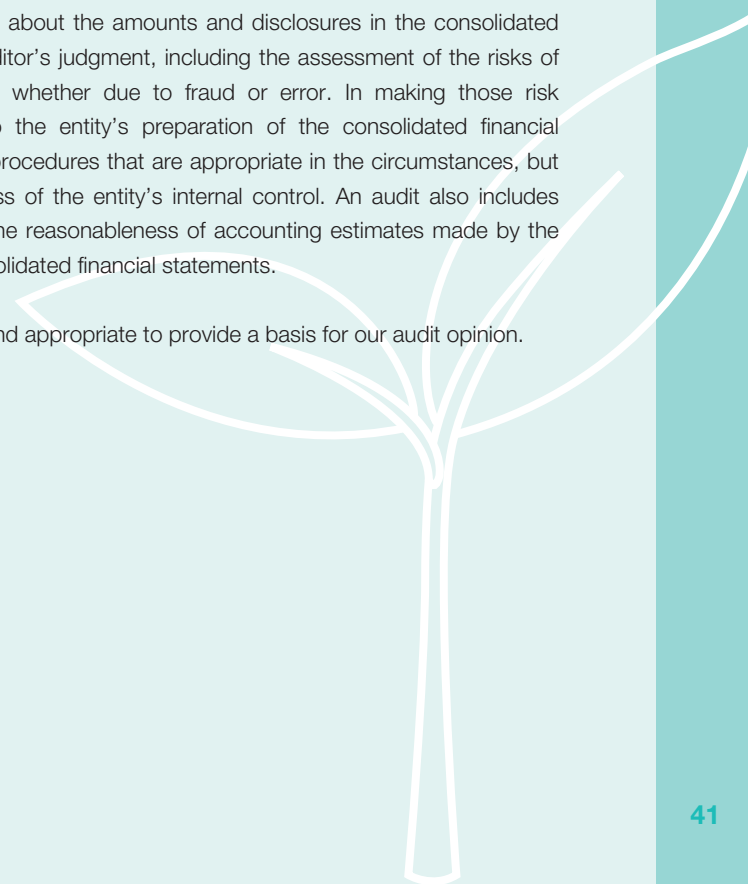 about the amounts and disclosures in the consolidated
ditor’s judgment, including the assessment of the risks of
whether due to fraud or error. In making those risk
the entity’s preparation of the consolidated financial
procedures that are appropriate in the circumstances, but
ss of the entity’s internal control. An audit also includes
he reasonableness of accounting estimates made by the
olidated financial statements.
nd appropriate to provide a basis for our audit opinion.
41